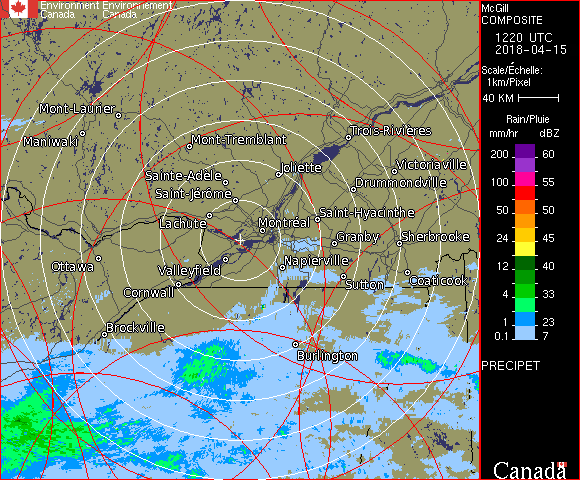 Environment Environnement
Canada Canada
McGill
COMPOSITE
1220 UTC
2018-04-15
Scale/Échelle:
1km/Pixel
40 KM
Rain/Pluie
mm/hr dBZ
200 60
100 55
50 50
24 45
12 40
4 33
1 23
0.1 7
PRECIPET
Canada
Mont-Laurier
Maniwaki
Mont-Tremblant
Trois-Rivières
Sainte-Adèle
Joliette
Victoriaville
Saint-Jérôme
Drummondville
Lachute
Montréal
Saint-Hyacinthe
Granby
Sherbrooke
Ottawa
Valleyfield
Napierville
Cornwall
Sutton
Coaticook
Brockville
Burlington